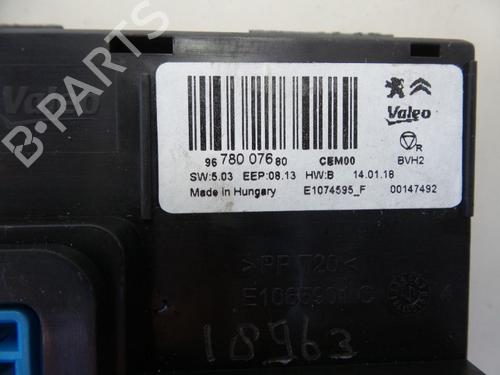 Valeo
B-PARTS
Valeo
96 780 076 80 CEM00
R
SW:5.03 EEP:08.13 HW:B 14.01.18 BVH2
Made in Hungary E1074595_F 00147492
>PP T20<
18963